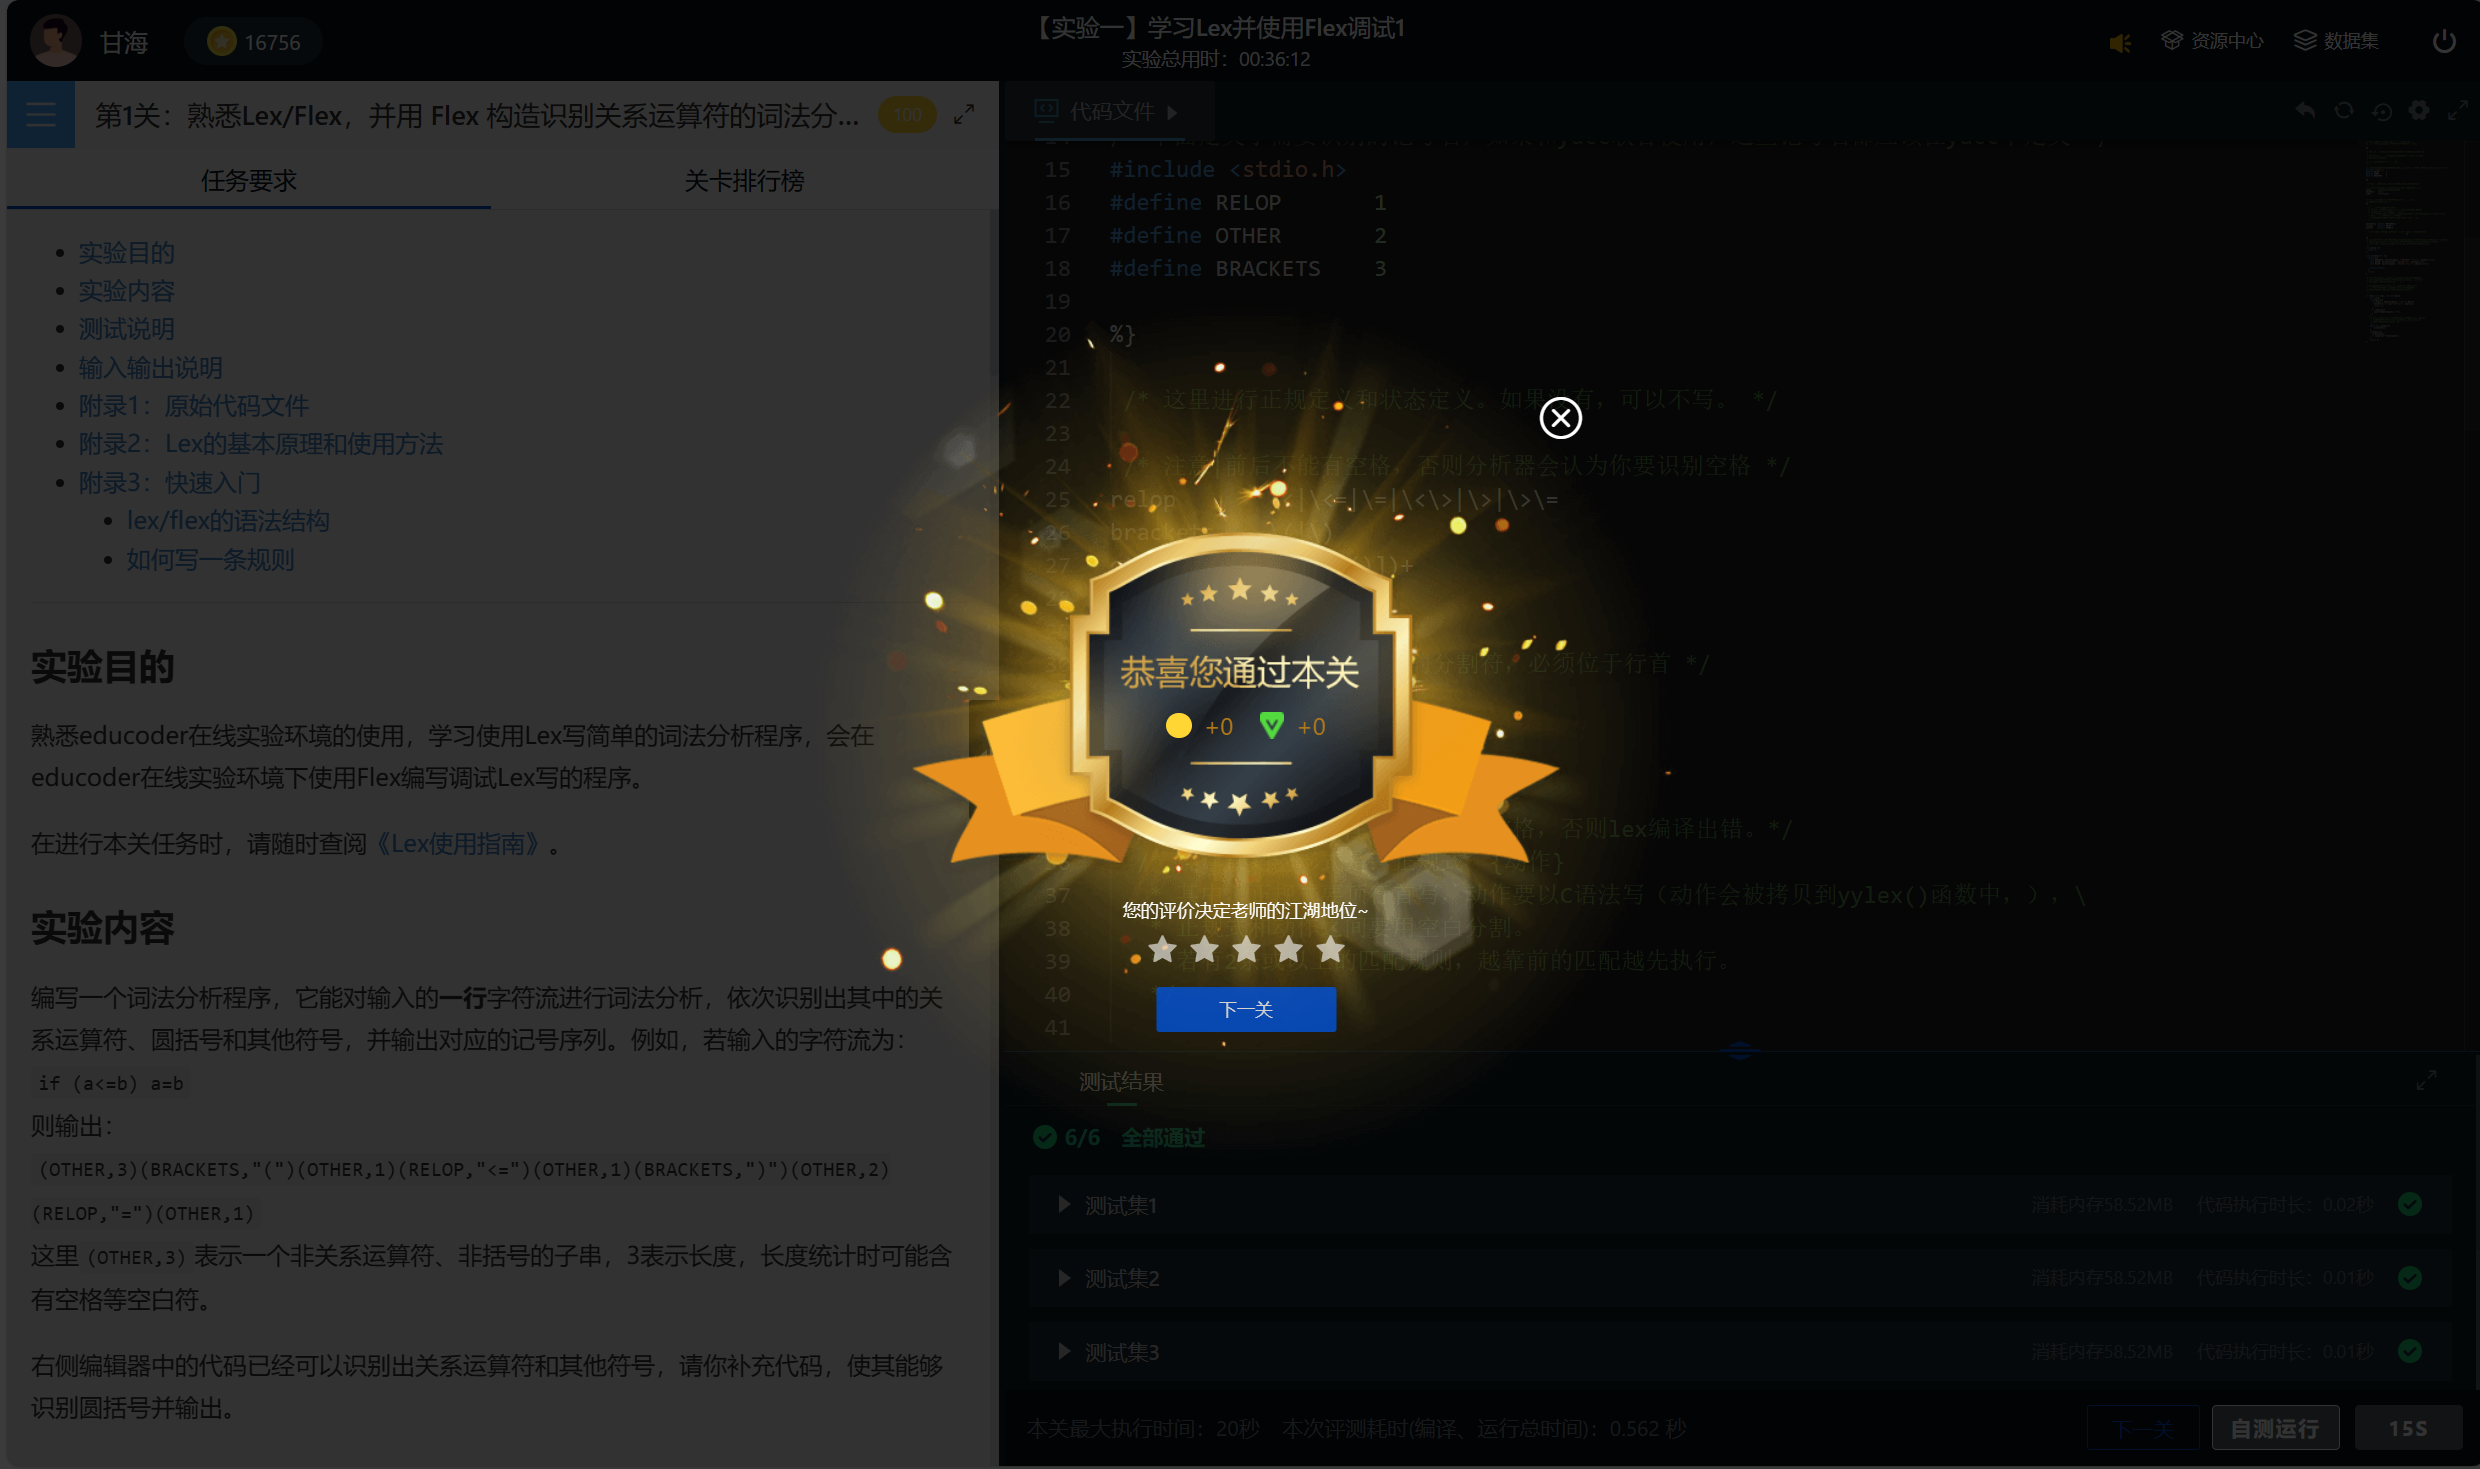 甘海
16756
【实验一】学习Lex并使用Flex调试1
实验总用时：00:36:12
资源中心
数据集
第1关：熟悉Lex/Flex，并用 Flex 构造识别关系运算符的词法分...
100
任务要求
关卡排行榜
实验目的
实验内容
测试说明
输入输出说明
附录1：原始代码文件
附录2：Lex的基本原理和使用方法
附录3：快速入门
lex/flex的语法结构
如何写一条规则
实验目的
熟悉educoder在线实验环境的使用，学习使用Lex写简单的词法分析程序，会在
educoder在线实验环境下使用Flex编写调试Lex写的程序。
在进行本关任务时，请随时查阅《Lex使用指南》。
实验内容
编写一个词法分析程序，它能对输入的一行字符流进行词法分析，依次识别出其中的关
系运算符、圆括号和其他符号，并输出对应的记号序列。例如，若输入的字符流为：
if (a<=b) a=b
则输出：
(OTHER,3)(BRACKETS,"(")(OTHER,1)(RELOP,"<=")(OTHER,1)(BRACKETS,")")(OTHER,2)
(RELOP,"=")(OTHER,1)
这里(OTHER,3)表示一个非关系运算符、非括号的子串，3表示长度，长度统计时可能含
有空格等空白符。
右侧编辑器中的代码已经可以识别出关系运算符和其他符号，请你补充代码，使其能够
识别圆括号并输出。
代码文件
15 #include <stdio.h>
16 #define RELOP 1
17 #define OTHER 2
18 #define BRACKETS 3
19
20 %}
21
22 /* 这里进行正规定义和状态定义。如果没有，可以不写。 */
23
24 /* 注意|前后不能有空格，否则分析器会认为你要识别空格 */
25 relop |\<=|\=|\<\>|\>|\>\=
26 bracket \(|\)
27 )])+
分割符，必须位于行首 */
格，否则lex编译出错。*/
{动作}
37 动作要以C语法写（动作会被拷贝到yylex()函数中，），\
38 分割。
39 若有2条或以上的匹配规则，越靠前的匹配越先执行。
40
41
恭喜您通过本关
+0 +0
您的评价决定老师的江湖地位~
下一关
测试结果
6/6 全部通过
测试集1 消耗内存58.52MB 代码执行时长：0.02秒
测试集2 消耗内存58.52MB 代码执行时长：0.01秒
测试集3 消耗内存58.52MB 代码执行时长：0.01秒
本关最大执行时间：20秒 本次评测耗时(编译、运行总时间)：0.562 秒
下一关
自测运行
15S